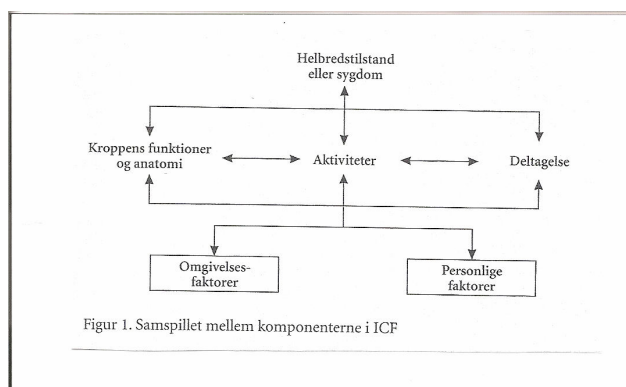 Helbredstilstand
eller sygdom
Kroppens funktioner
og anatomi
Aktiviteter
Deltagelse
Omgivelses-
faktorer
Personlige
faktorer
Figur 1. Samspillet mellem komponenterne i ICF